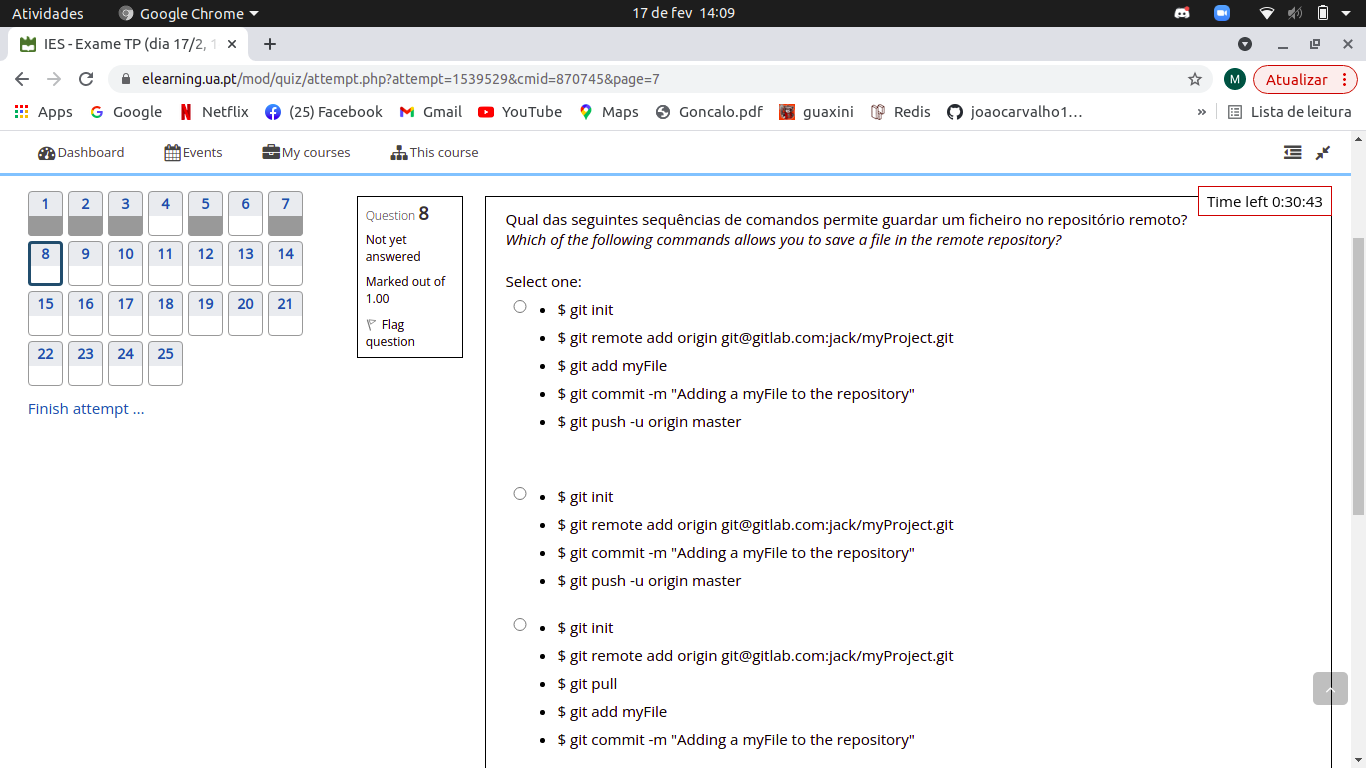 Atividades Google Chrome 17 de fev 14:09
IES - Exame TP (dia 17/2, 1
elearning.ua.pt/mod/quiz/attempt.php?attempt=1539529&cmid=870745&page=7 M Atualizar
Apps Google Netflix (25) Facebook Gmail YouTube Maps Goncalo.pdf guaxini Redis joaocarvalho1... » Lista de leitura
Dashboard Events My courses This course
Time left 0:30:43
1 2 3 4 5 6 7
8 9 10 11 12 13 14
15 16 17 18 19 20 21
22 23 24 25
Finish attempt ...
Question 8
Not yet
answered
Marked out of
1.00
Flag
question
Qual das seguintes sequências de comandos permite guardar um ficheiro no repositório remoto?
Which of the following commands allows you to save a file in the remote repository?
Select one:
$ git init
$ git remote add origin git@gitlab.com:jack/myProject.git
$ git add myFile
$ git commit -m "Adding a myFile to the repository"
$ git push -u origin master
$ git init
$ git remote add origin git@gitlab.com:jack/myProject.git
$ git commit -m "Adding a myFile to the repository"
$ git push -u origin master
$ git init
$ git remote add origin git@gitlab.com:jack/myProject.git
$ git pull
$ git add myFile
$ git commit -m "Adding a myFile to the repository"